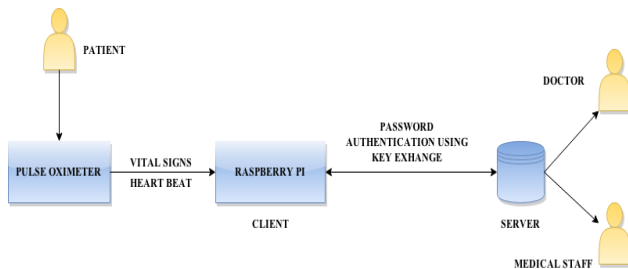 PATIENT
DOCTOR
PASSWORD
AUTHENTICATION USING
KEY EXHANGE
PULSE OXIMETER
VITAL SIGNS
HEART BEAT
RASPBERRY PI
CLIENT
SERVER
MEDICAL STAFF